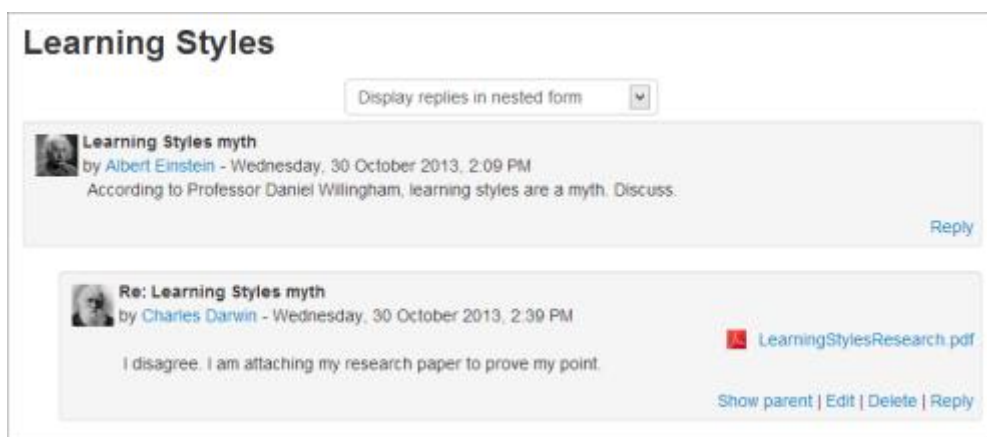 Learning Styles
Display replies in nested form
Learning Styles myth
by Albert Einstein - Wednesday, 30 October 2013, 2:09 PM
According to Professor Daniel Willingham, learning styles are a myth. Discuss.
Reply
Re: Learning Styles myth
by Charles Darwin - Wednesday, 30 October 2013, 2:39 PM
LearningStylesResearch.pdf
I disagree. I am attaching my research paper to prove my point.
Show parent | Edit | Delete | Reply